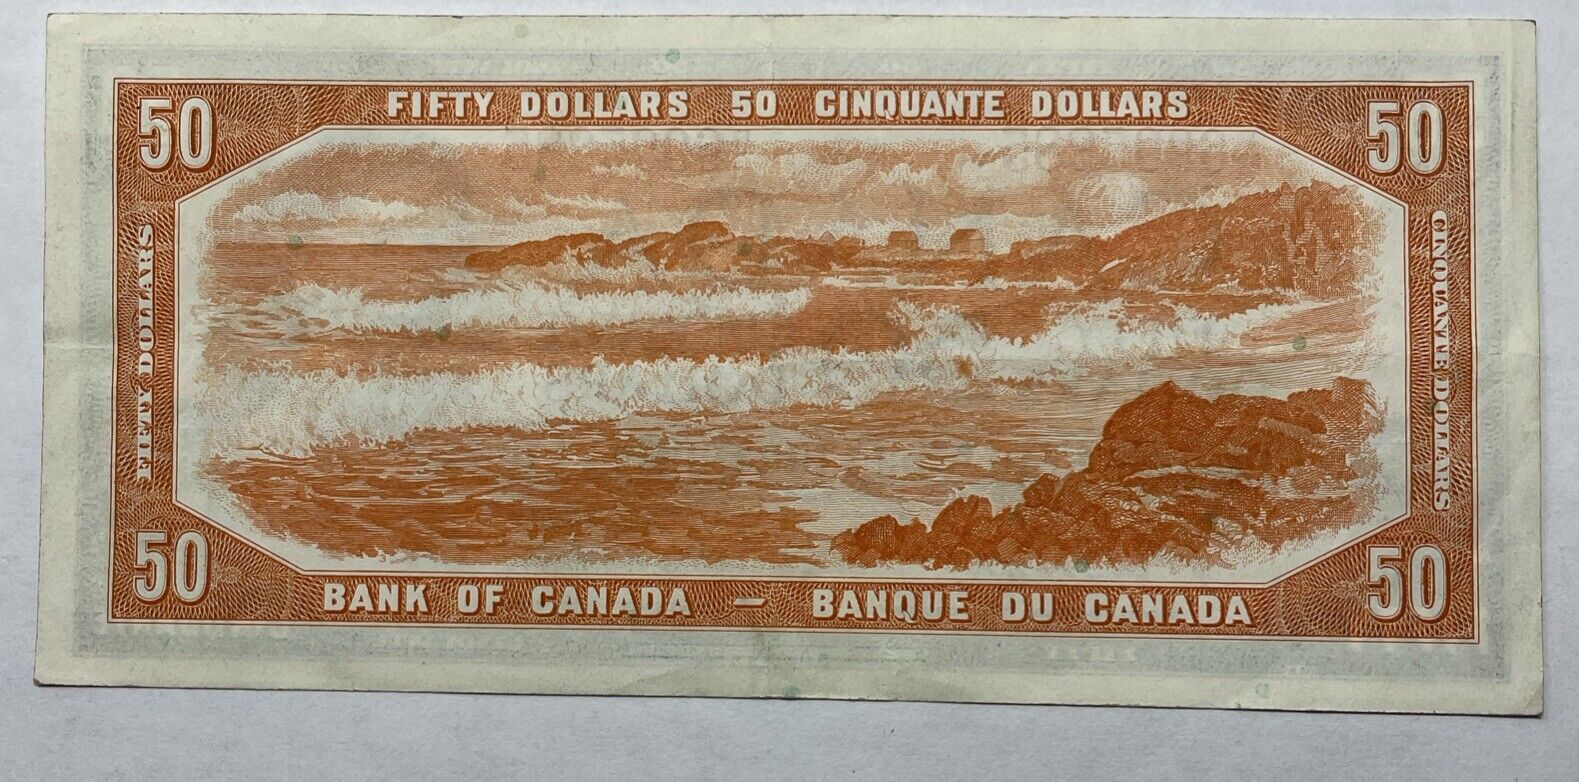 50 FIFTY DOLLARS 50 CINQUANTE DOLLARS 50
FIFTY DOLLARS
CINQUANTE DOLLARS
50 BANK OF CANADA — BANQUE DU CANADA 50